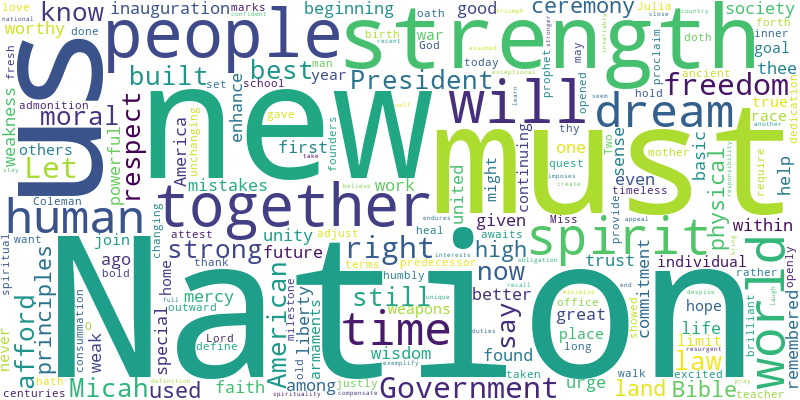 love
national
know
inauguration
marks
confident
oath
beginning
good
ceremony
triumph
Julia
close
country
society
forth
inner
goal
worthy
done
people
strength
birth
recent
war
God
assumed
may
stronger
invariably
doth
proclaim
ancient
thee
dedication
fresh
admonition
built
best
man
year
President
today
prophet
exceptional
opened
hold
freedom
true
race
another
us
new
must
will
dream
weakness
others
moral
respect
powerful
set
school
enhance
self
gave
learn
thy
seem
Let
America
unchanging
first
take
founders
one
sense
mother
basic
stay
Coleman
mistakes
believe
work
might
united
continuing
quest
imposes
create
even
Two
responsibility
help
human
together
endures
given
Miss
provide
timeless
require
physical
within
spiritual
want
join
changing
attest
unity
heal
adjust
right
high
awaits
spirit
appeal
bring
ago
bold
strong
future
trust
individual
world
openly
afford
principles
consummation
O
weak
special
home
thank
terms
predecessor
humbly
interests
now
obligation
commitment
rather
remembered
mercy
outward
full
Lord
American
old
liberty
milestone
armaments
still
weapons
unique
better
say
office
minimize
recall
great
end
showed
hope
life
despise
resurgent
brilliant
laugh
Nation
time
wisdom
found
place
long
limit
law
never
hath
Micah
used
define
faith
among
justly
exemplify
duties
taken
urge
walk
excited
land
Bible
pray
teacher
centuries
definition
spirituality
compensate
Government